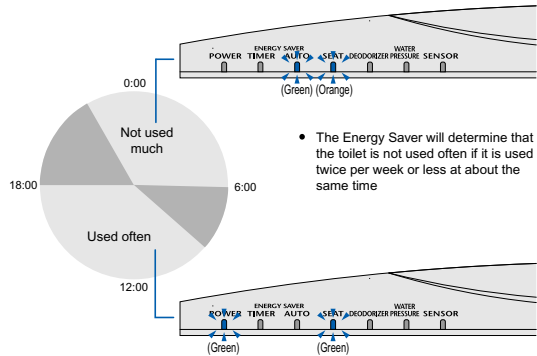 ENERGY SAVER
WATER
POWER TIMER AUTO SEAT DEODORIZER PRESSURE SENSOR
(Green) (Orange)
0:00
Not used
much
18:00
6:00
Used often
12:00
• The Energy Saver will determine that
the toilet is not used often if it is used
twice per week or less at about the
same time
ENERGY SAVER
WATER
POWER TIMER AUTO SEAT DEODORIZER PRESSURE SENSOR
(Green)
(Green)